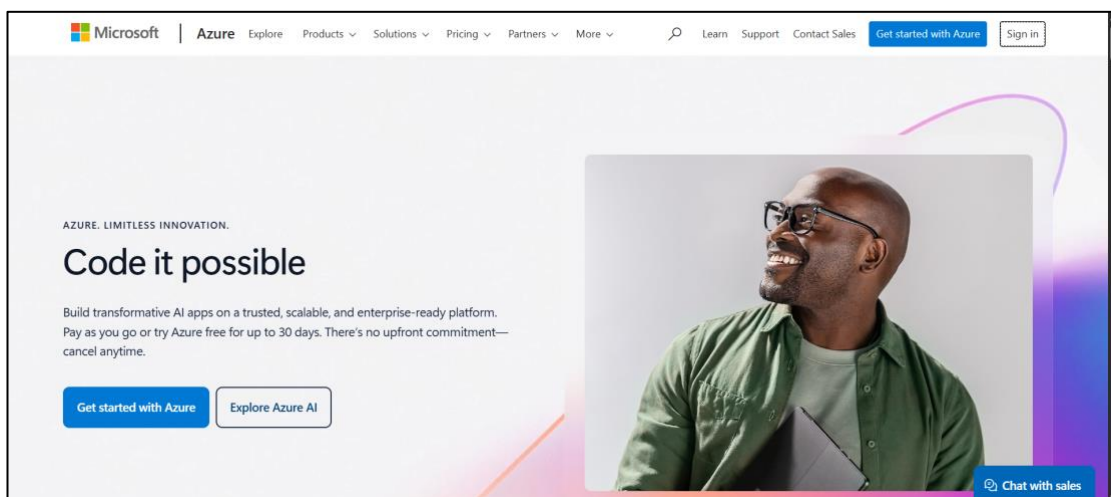 Microsoft | Azure Explore Products Solutions Pricing Partners More Learn Support Contact Sales Get started with Azure Sign in
AZURE. LIMITLESS INNOVATION.
Code it possible
Build transformative AI apps on a trusted, scalable, and enterprise-ready platform.
Pay as you go or try Azure free for up to 30 days. There's no upfront commitment—
cancel anytime.
Get started with Azure Explore Azure AI
Chat with sales